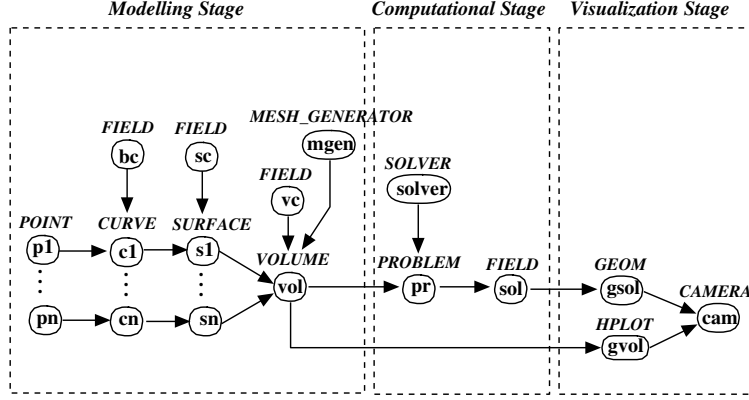 Modelling Stage
Computational Stage
Visualization Stage
MESH_GENERATOR
mgen
FIELD
bc
FIELD
sc
FIELD
vc
SOLVER
solver
POINT
p1
CURVE
c1
SURFACE
s1
VOLUME
vol
PROBLEM
pr
FIELD
sol
GEOM
gsol
CAMERA
cam
pn
cn
sn
HPLOT
gvol